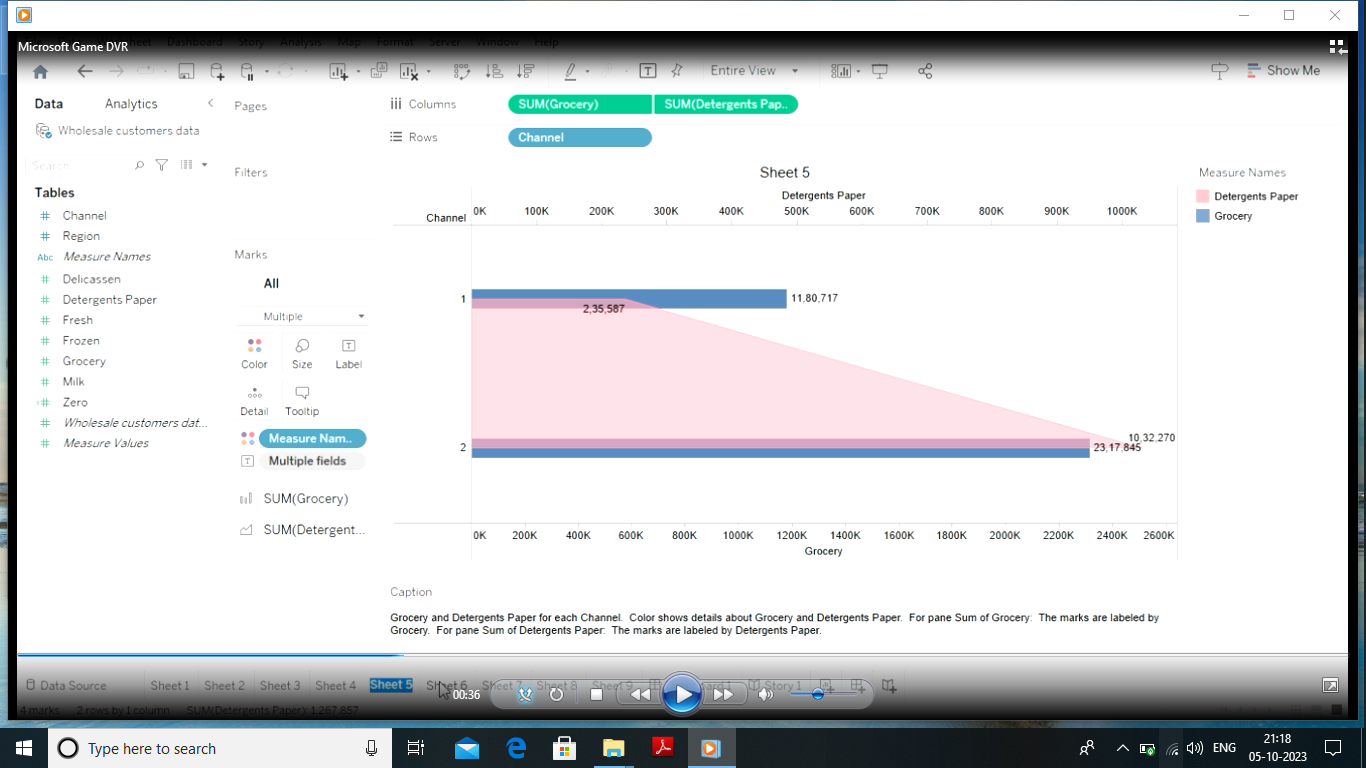 Microsoft Game DVR
Dashboard Story Analysis Map Format Server Window Help
Entire View
Show Me
Data Analytics
Wholesale customers data
Search
Tables
Channel
Region
Abc Measure Names
Delicassen
Detergents Paper
Fresh
Frozen
Grocery
Milk
Zero
Wholesale customers dat...
Measure Values
Pages
Filters
Marks
All
Multiple
Color Size Label
Detail Tooltip
Measure Nam..
Multiple fields
SUM(Grocery)
SUM(Detergent...
Columns SUM(Grocery) SUM(Detergents Pap..
Rows Channel
Sheet 5
Detergents Paper
Channel 0K 100K 200K 300K 400K 500K 600K 700K 800K 900K 1000K
1 11,80,717
2,35,587
10,32,270
2 23,17,845
0K 200K 400K 600K 800K 1000K 1200K 1400K 1600K 1800K 2000K 2200K 2400K 2600K
Grocery
Measure Names
Detergents Paper
Grocery
Caption
Grocery and Detergents Paper for each Channel. Color shows details about Grocery and Detergents Paper. For pane Sum of Grocery: The marks are labeled by
Grocery. For pane Sum of Detergents Paper: The marks are labeled by Detergents Paper.
Data Source Sheet 1 Sheet 2 Sheet 3 Sheet 4 Sheet 5 Sheet 6 Sheet 7 Sheet 8 Sheet 9 Story 1
00:36
4 marks 2 rows by 1 column SUM(Detergents Paper): 1,267,857
Type here to search
ENG
21:18
05-10-2023